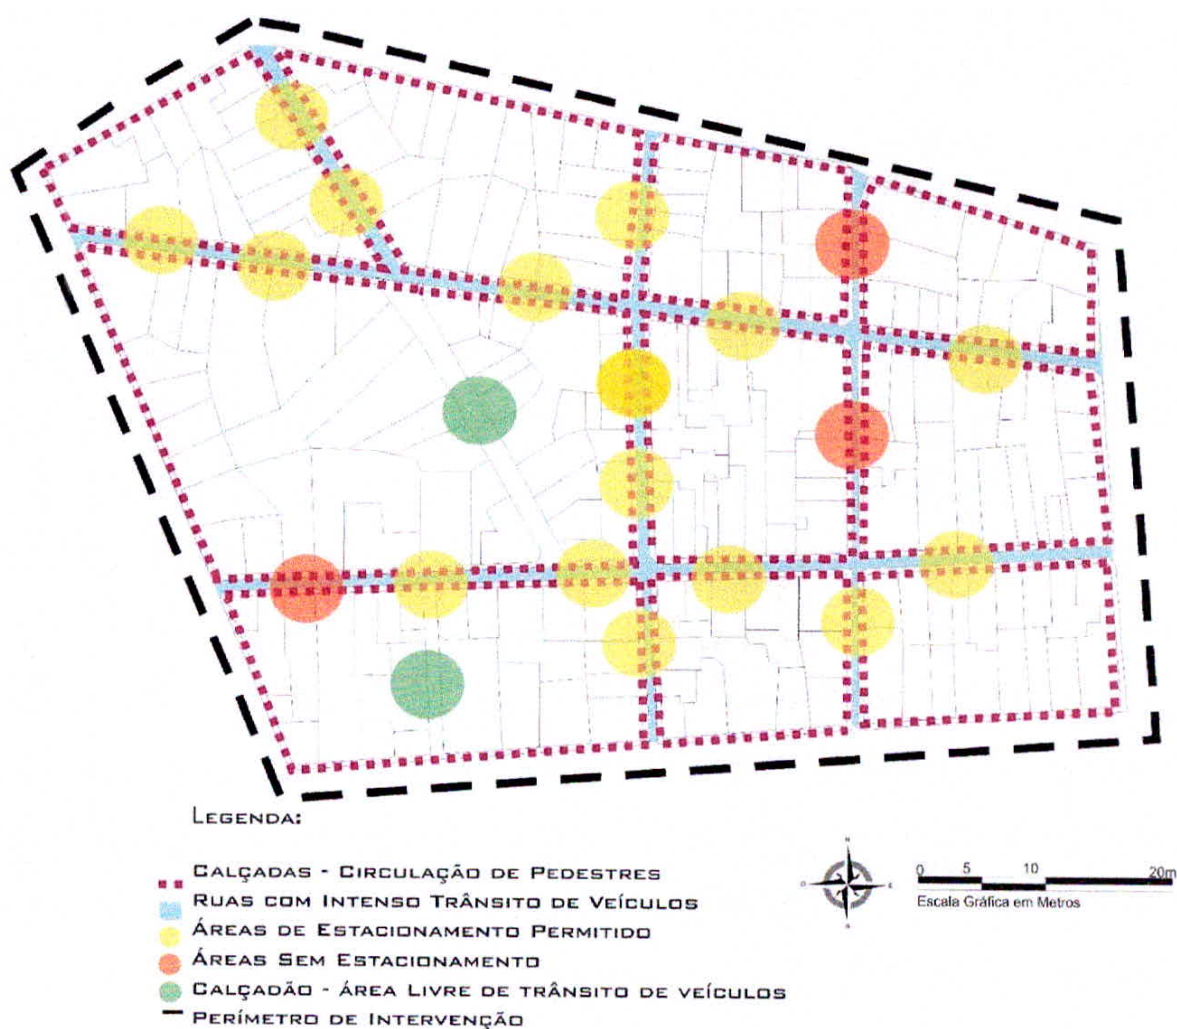 LEGENDA:
CALÇADAS - CIRCULAÇÃO DE PEDESTRES
RUAS COM INTENSO TRÂNSITO DE VEÍCULOS
ÁREAS DE ESTACIONAMENTO PERMITIDO
ÁREAS SEM ESTACIONAMENTO
CALÇADÃO - ÁREA LIVRE DE TRÂNSITO DE VEÍCULOS
PERÍMETRO DE INTERVENÇÃO
N
O
E
S
0 5 10 20m
Escala Gráfica em Metros